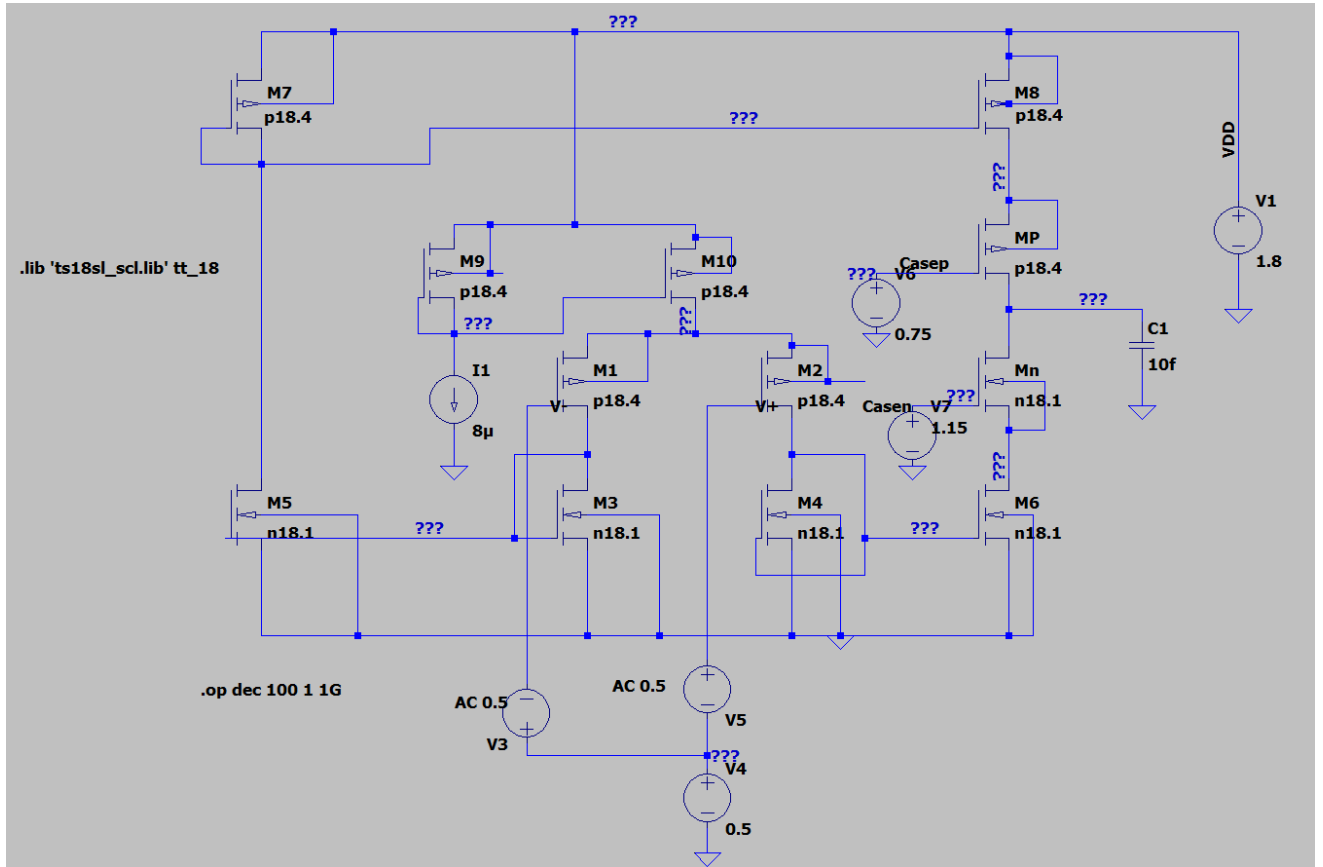 ???
M7
p18.4
???
M8
p18.4
VDD
V1
1.8
???
MP
p18.4
.lib 'ts18sl_scl.lib' tt_18
M9
p18.4
M10
p18.4
???
Casep
V6
0.75
???
???
???
C1
10f
I1
8µ
M1
p18.4
V-
M2
p18.4
V+
Casen
V7
1.15
???
Mn
n18.1
???
M5
n18.1
???
M3
n18.1
M4
n18.1
???
M6
n18.1
.op dec 100 1 1G
AC 0.5
V3
AC 0.5
V5
???
V4
0.5